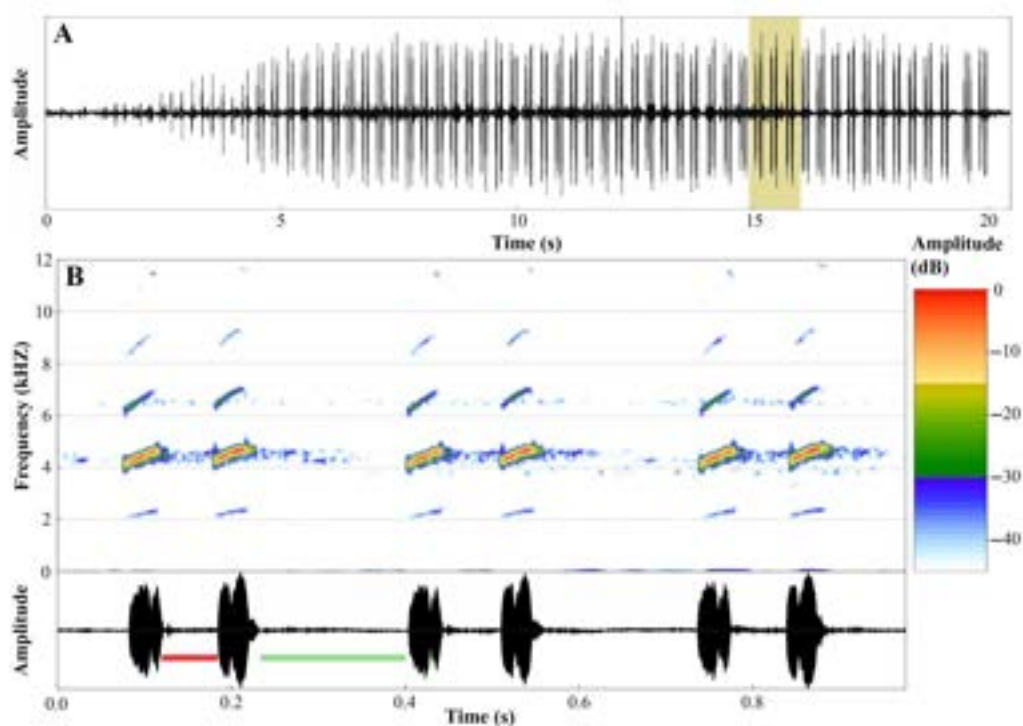 A
Amplitude
0 5 10 15 20
Time (s)
Amplitude
(dB)
B
12
10
8
6
4
2
0
Frequency (kHZ)
0
−10
−20
−30
−40
Amplitude
0.0 0.2 0.4 0.6 0.8
Time (s)